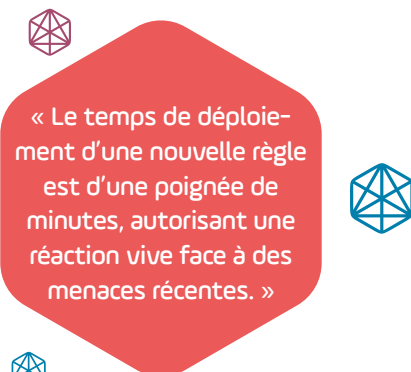 « Le temps de déploie-
ment d'une nouvelle règle
est d'une poignée de
minutes, autorisant une
réaction vive face à des
menaces récentes. »